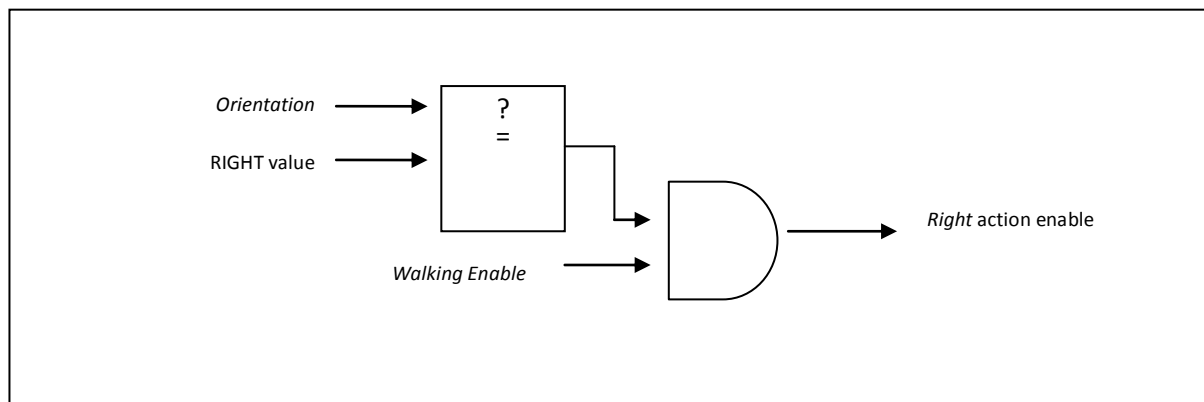 Orientation
?
=
RIGHT value
Right action enable
Walking Enable